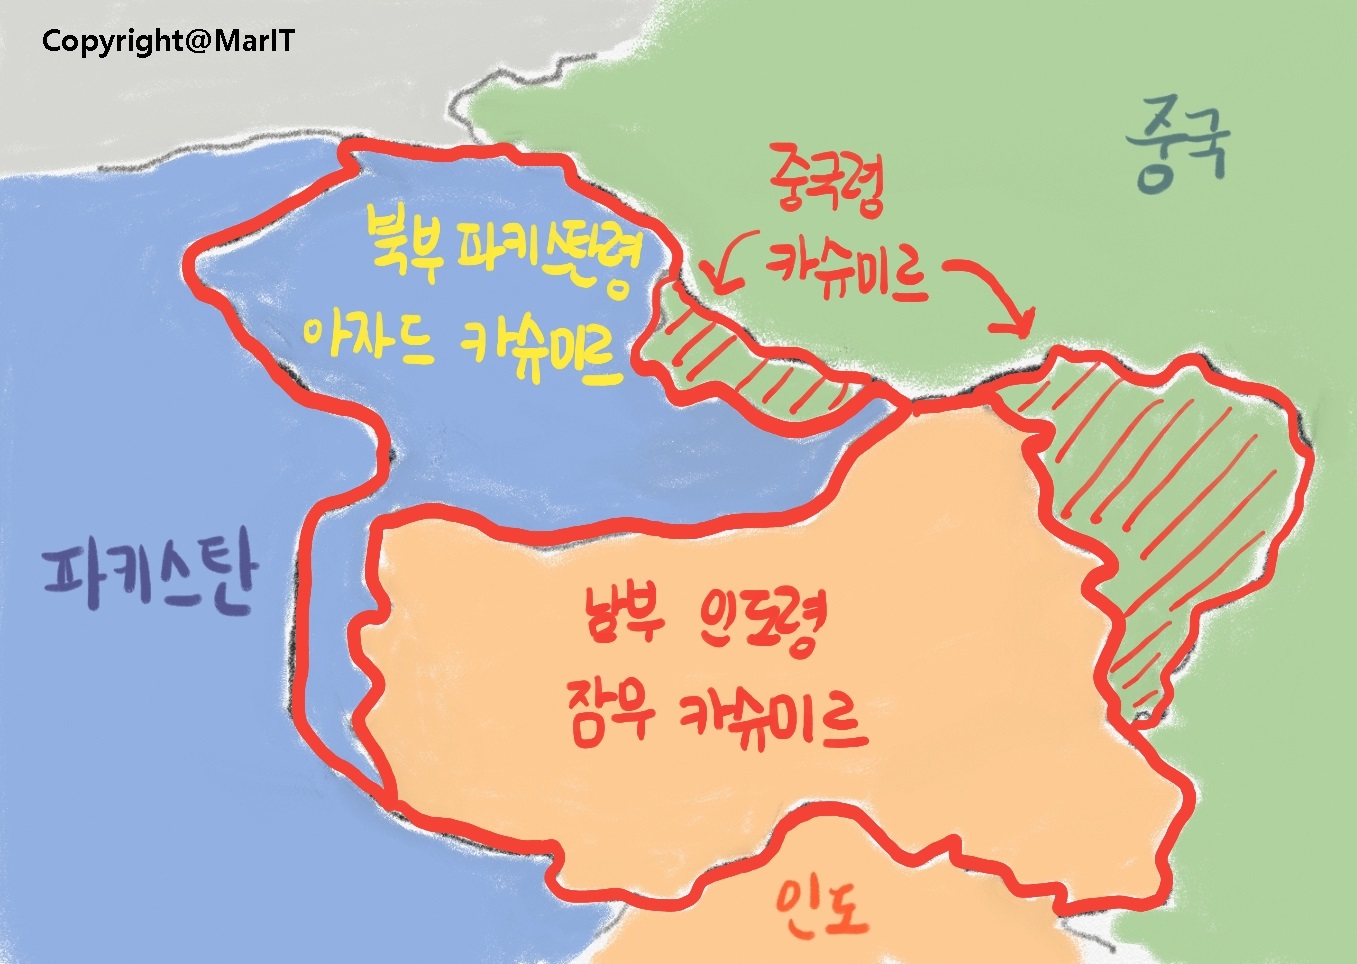 Copyright@MarIT
중국
중국령
카슈미르
북부 파키스탄령
아자드 카슈미르
파키스탄
남부 인도령
잠무 카슈미르
인도